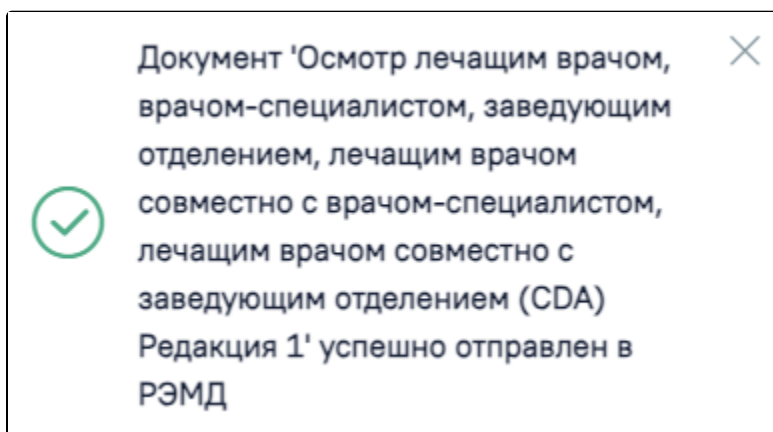 Документ 'Осмотр лечащим врачом,
врачом-специалистом, заведующим
отделением, лечащим врачом
совместно с врачом-специалистом,
лечащим врачом совместно с
заведующим отделением (CDA)
Редакция 1' успешно отправлен в
РЭМД